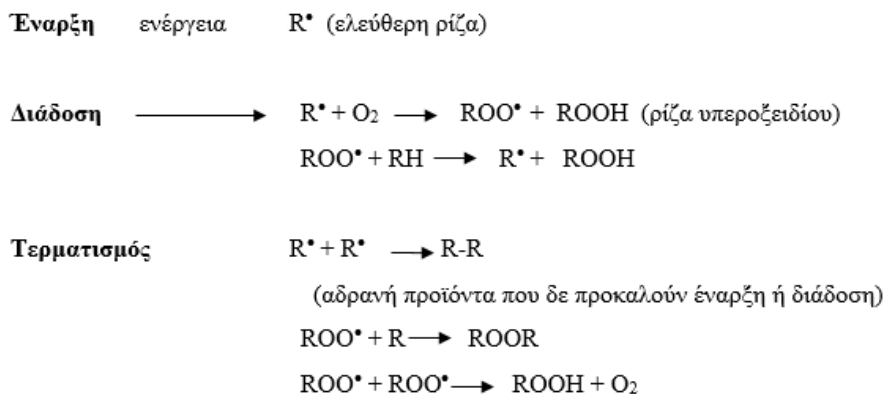 Έναρξη ενέργεια R• (ελεύθερη ρίζα)
Διάδοση ⟶ R• + O₂ ⟶ ROO• + ROOH (ρίζα υπεροξειδίου)
ROO• + RH ⟶ R• + ROOH
Τερματισμός R• + R• ⟶ R-R
(αδρανή προϊόντα που δε προκαλούν έναρξη ή διάδοση)
ROO• + R ⟶ ROOR
ROO• + ROO• ⟶ ROOH + O₂